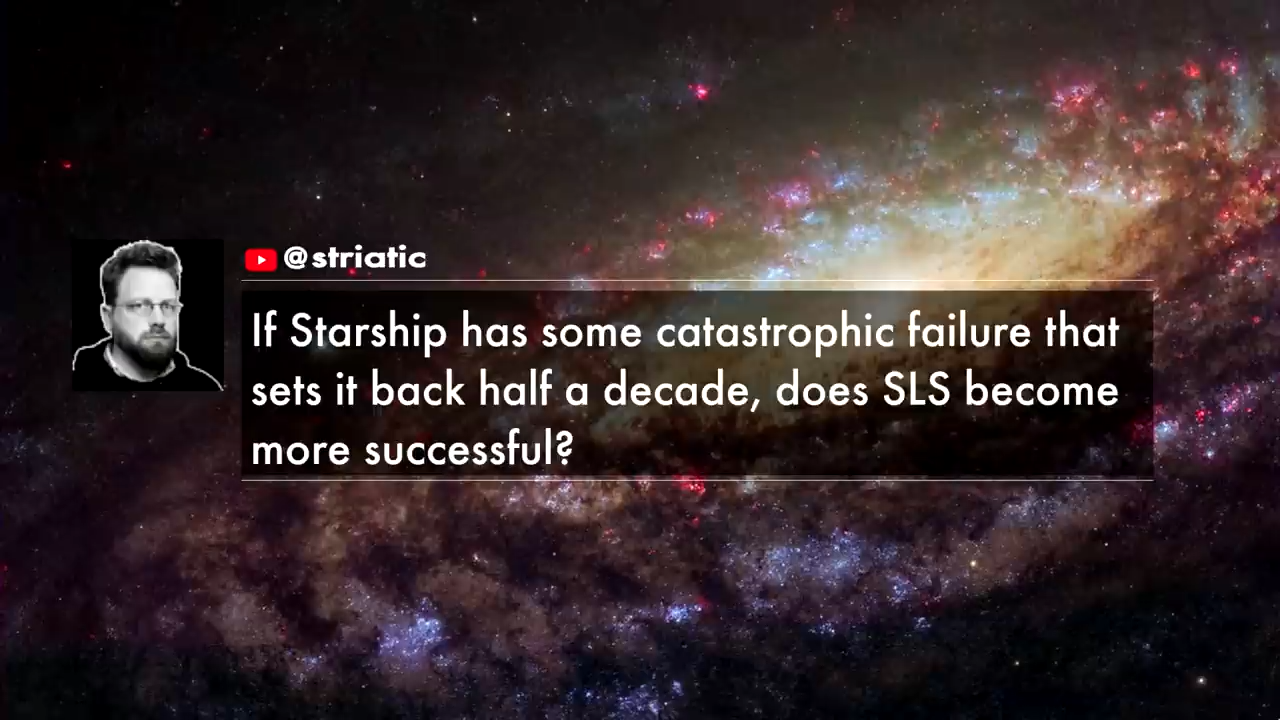 @striatic
If Starship has some catastrophic failure that
sets it back half a decade, does SLS become
more successful?